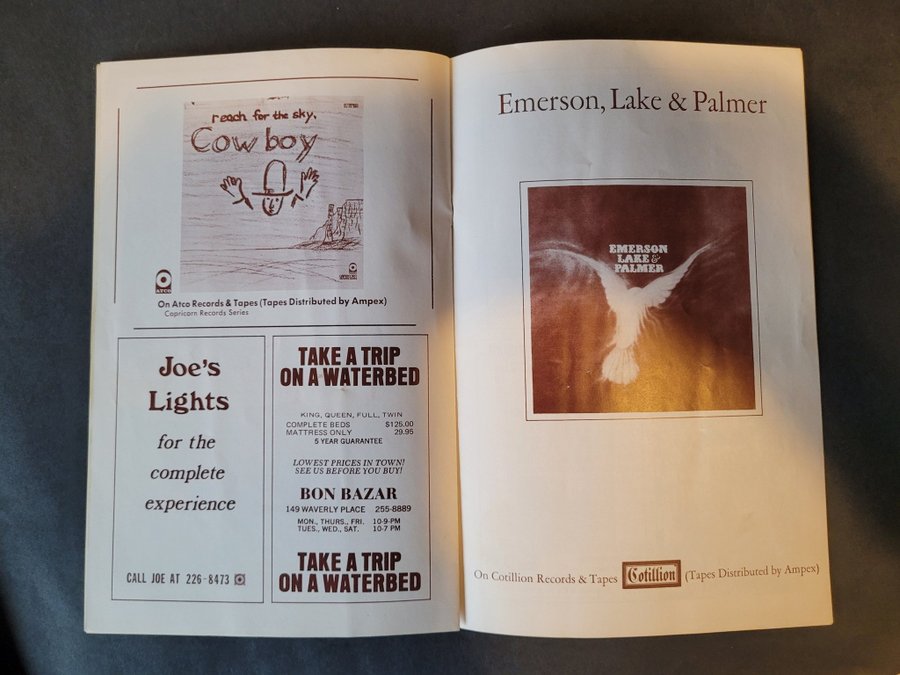 reach for the sky,
Cowboy
ATCO
On Atco Records & Tapes (Tapes Distributed by Ampex)
Capricorn Records Series
Joe's
Lights
for the
complete
experience
CALL JOE AT 226-8473
TAKE A TRIP
ON A WATERBED
KING, QUEEN, FULL, TWIN
COMPLETE BEDS $125.00
MATTRESS ONLY 29.95
5 YEAR GUARANTEE
LOWEST PRICES IN TOWN!
SEE US BEFORE YOU BUY!
BON BAZAR
149 WAVERLY PLACE 255-8889
MON., THURS., FRI. 10-9-PM
TUES., WED., SAT. 10-7 PM
TAKE A TRIP
ON A WATERBED
Emerson, Lake & Palmer
EMERSON
LAKE &
PALMER
On Cotillion Records & Tapes Cotillion (Tapes Distributed by Ampex)